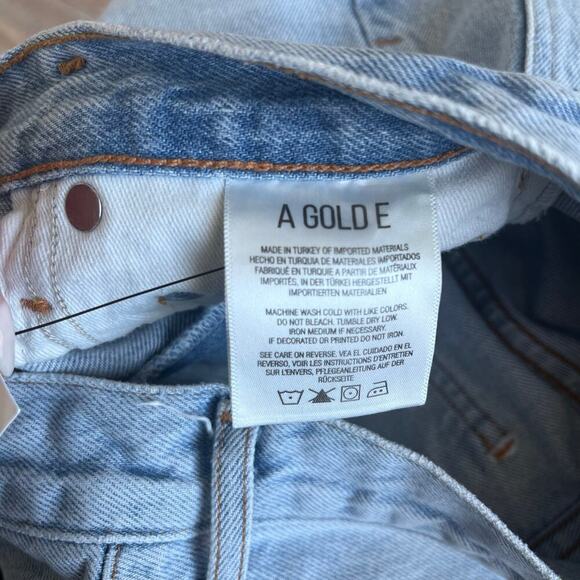 A GOLD E
MADE IN TURKEY OF IMPORTED MATERIALS
HECHO EN TURQUIA DE MATERIALES IMPORTADOS
FABRIQUÉ EN TURQUIE A PARTIR DE MATÉRIAUX
IMPORTÉS, IN DER TÜRKEI HERGESTELLT MIT
IMPORTIERTEN MATERIALIEN
MACHINE WASH COLD WITH LIKE COLORS.
DO NOT BLEACH. TUMBLE DRY LOW.
IRON MEDIUM IF NECESSARY.
IF DECORATED OR PRINTED DO NOT IRON.
SEE CARE ON REVERSE. VEA EL CUIDADO EN EL
REVERSO, VOIR LES INSTRUCTIONS D'ENTRETIEN
SUR L'ENVERS, PFLEGEANLEITUNG AUF DER
RÜCKSEITE